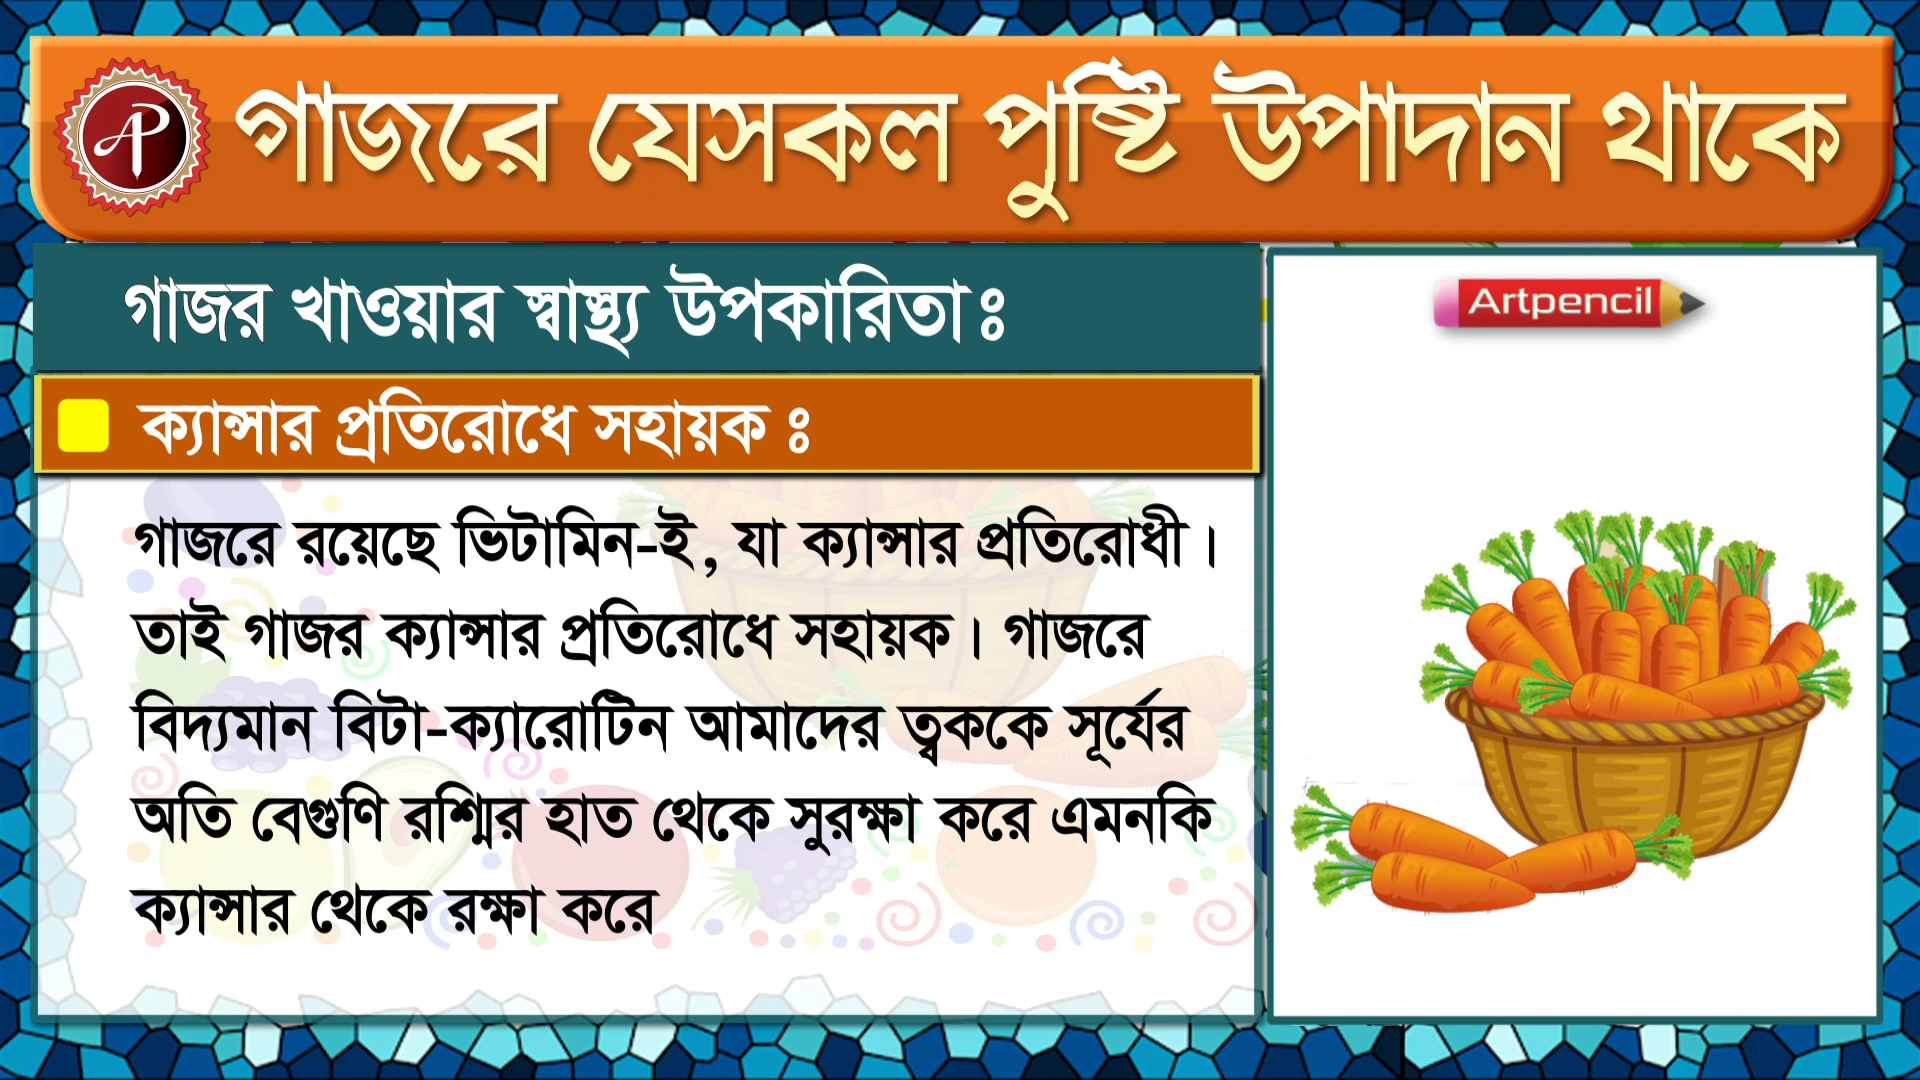 AP
গাজরে যেসকল পুষ্টি উপাদান থাকে
গাজর খাওয়ার স্বাস্থ্য উপকারিতাঃ
Artpencil
ক্যান্সার প্রতিরোধে সহায়ক ঃ
গাজরে রয়েছে ভিটামিন-ই, যা ক্যান্সার প্রতিরোধী।
তাই গাজর ক্যান্সার প্রতিরোধে সহায়ক। গাজরে
বিদ্যমান বিটা-ক্যারোটিন আমাদের ত্বককে সূর্যের
অতি বেগুণি রশ্মির হাত থেকে সুরক্ষা করে এমনকি
ক্যান্সার থেকে রক্ষা করে